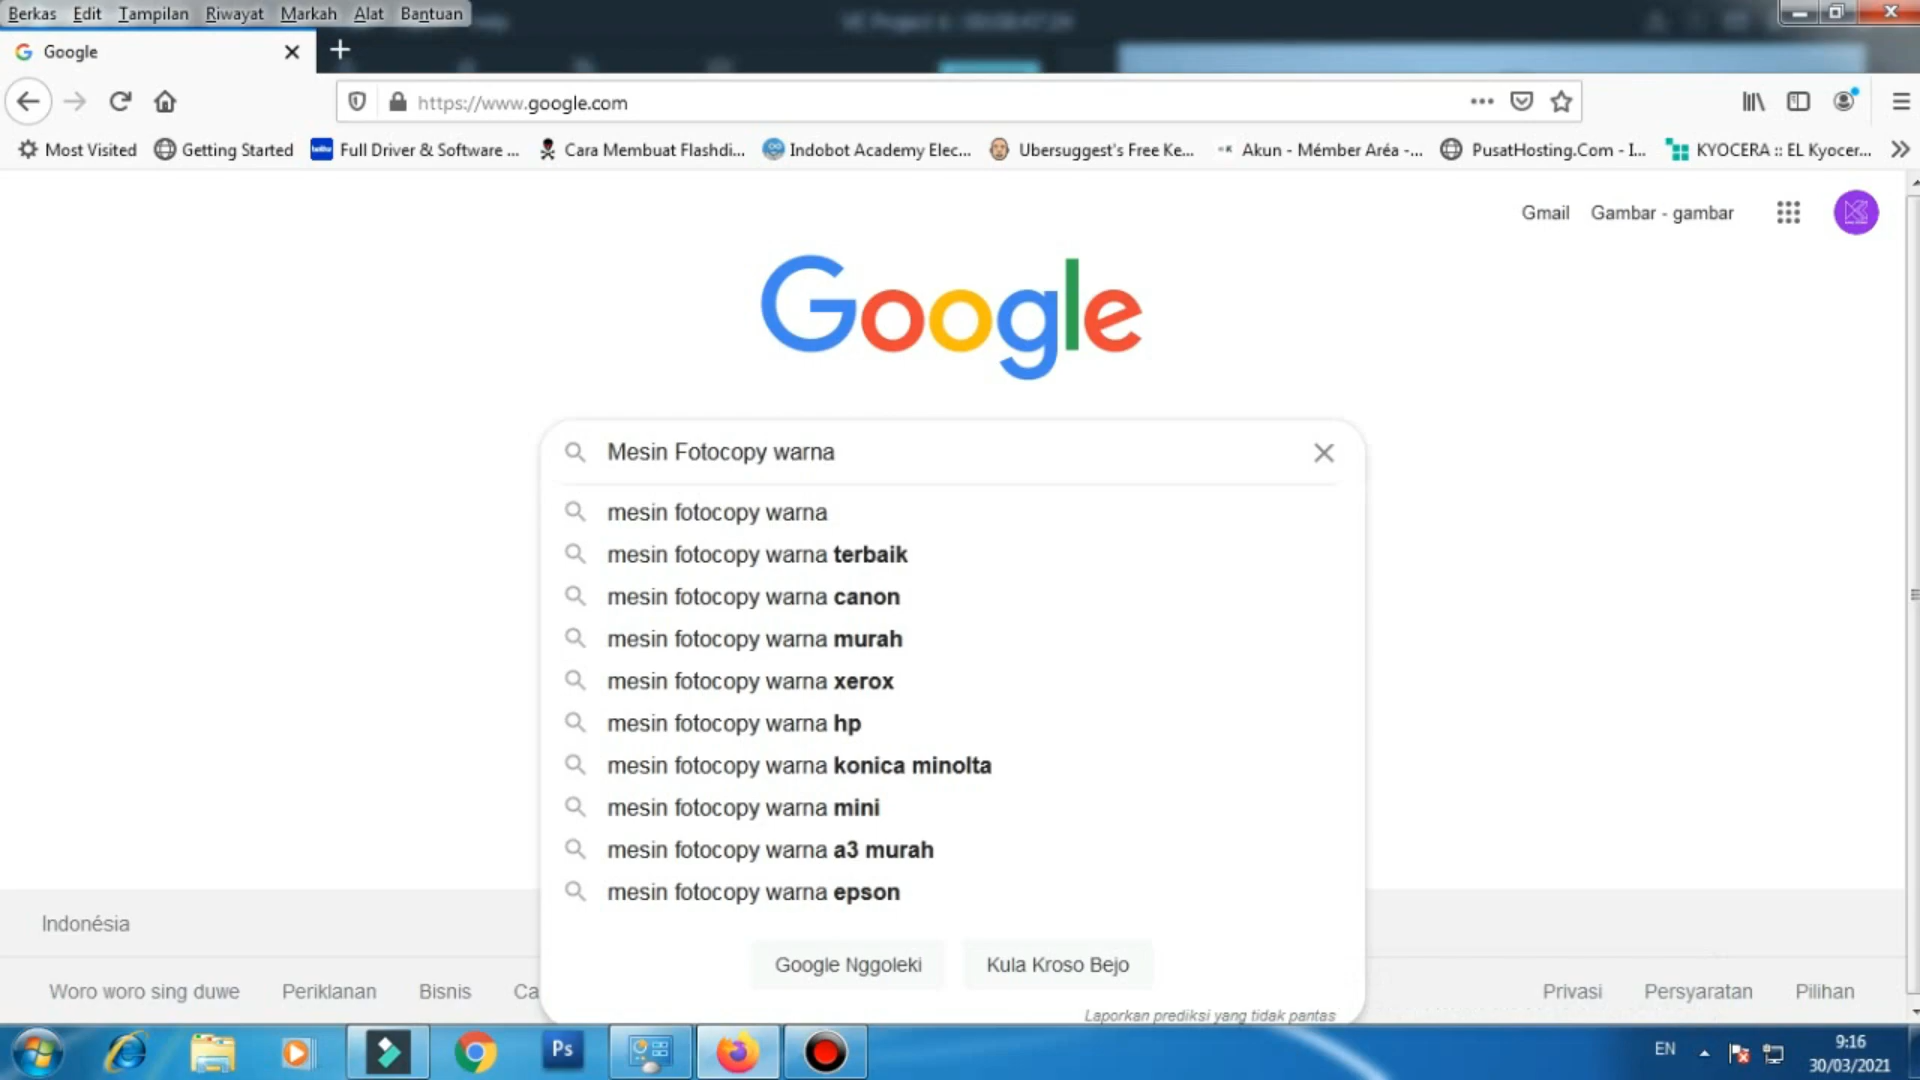 Berkas Edit Tampilan Riwayat Markah Alat Bantuan
Google
https://www.google.com
Most Visited Getting Started Full Driver & Software ... Cara Membuat Flashdi... Indobot Academy Elec... Ubersuggest's Free Ke... Akun - Mémber Aréa -... PusatHosting.Com - I... KYOCERA :: EL Kyocer...
Gmail Gambar - gambar
Google
Mesin Fotocopy warna
mesin fotocopy warna
mesin fotocopy warna terbaik
mesin fotocopy warna canon
mesin fotocopy warna murah
mesin fotocopy warna xerox
mesin fotocopy warna hp
mesin fotocopy warna konica minolta
mesin fotocopy warna mini
mesin fotocopy warna a3 murah
mesin fotocopy warna epson
Indonésia
Google Nggoleki Kula Kroso Bejo
Woro woro sing duwe Periklanan Bisnis Ca Privasi Persyaratan Pilihan
Laporkan prediksi yang tidak pantas
Ps
EN
9:16
30/03/2021